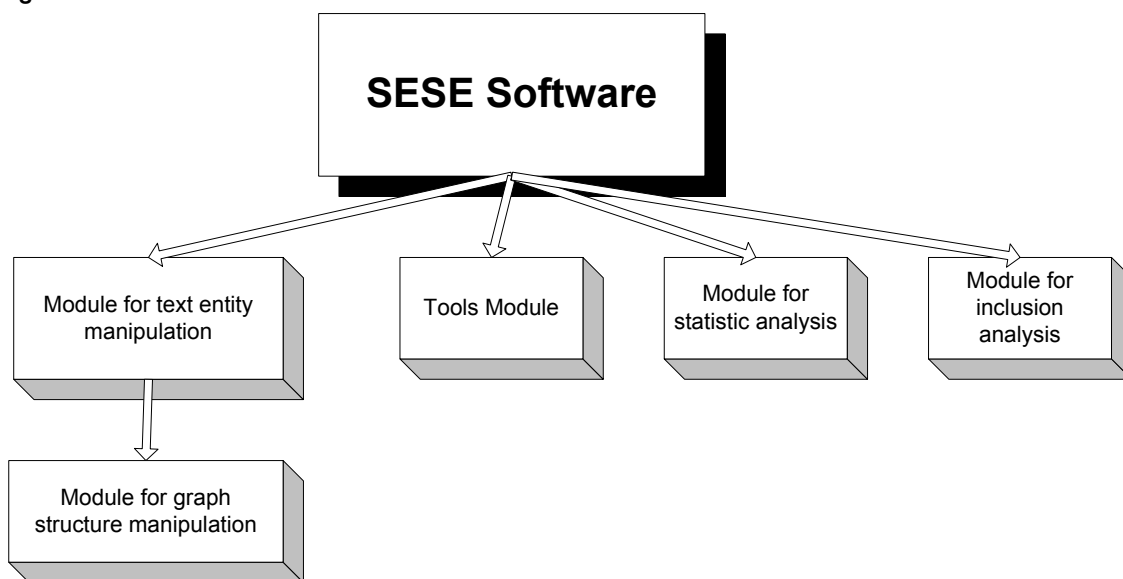 SESE Software
Module for text entity
manipulation
Tools Module
Module for
statistic analysis
Module for
inclusion
analysis
Module for graph
structure manipulation